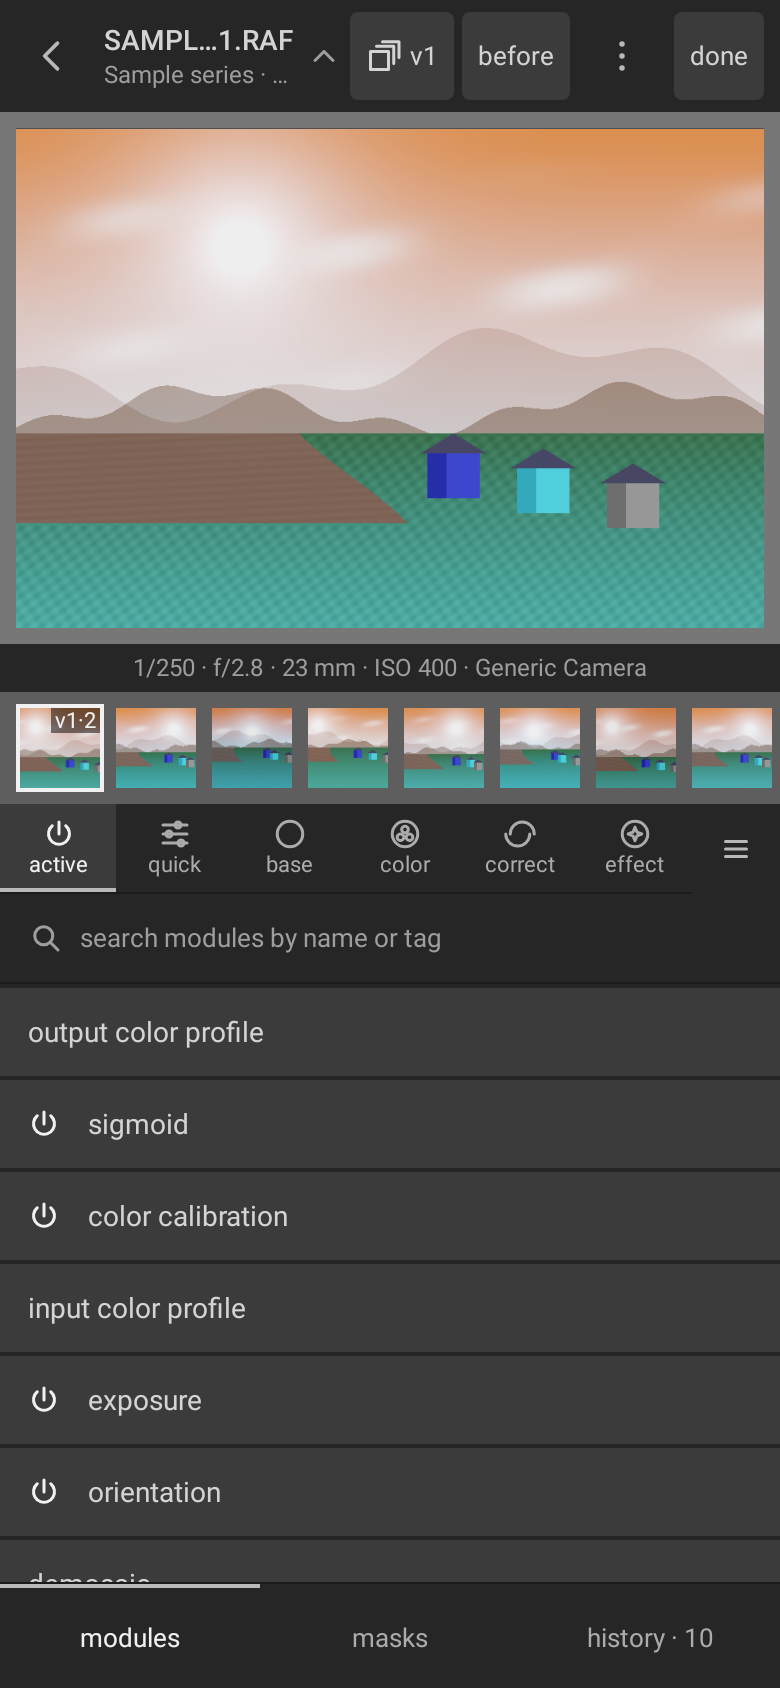 SAMPL…1.RAF
Sample series · …
v1
before
done
1/250 · f/2.8 · 23 mm · ISO 400 · Generic Camera
v1·2
active
quick
base
color
correct
effect
search modules by name or tag
output color profile
sigmoid
color calibration
input color profile
exposure
orientation
demosaic
modules
masks
history · 10